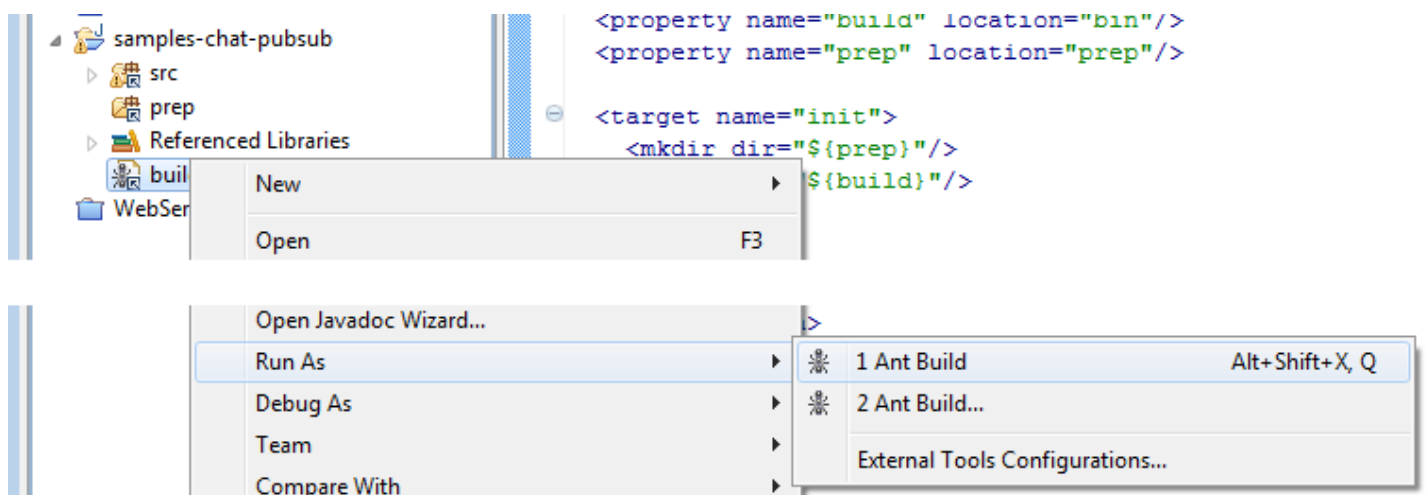 <property name="build" location="bin"/>
samples-chat-pubsub
<property name="prep" location="prep"/>
src
prep
<target name="init">
Referenced Libraries
<mkdir dir="${prep}"/>
buil
New
${build}"/>
WebSer
Open F3
Open Javadoc Wizard...
>
Run As
1 Ant Build Alt+Shift+X, Q
Debug As
2 Ant Build...
Team
External Tools Configurations...
Compare With